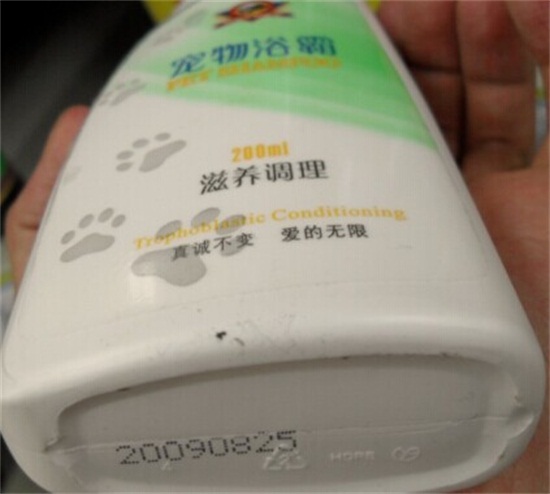 宠物浴霸
PET SHAMPOO
200ml
滋养调理
Trophoblastic Conditioning
真诚不变 爱的无限
20090825
HDPE